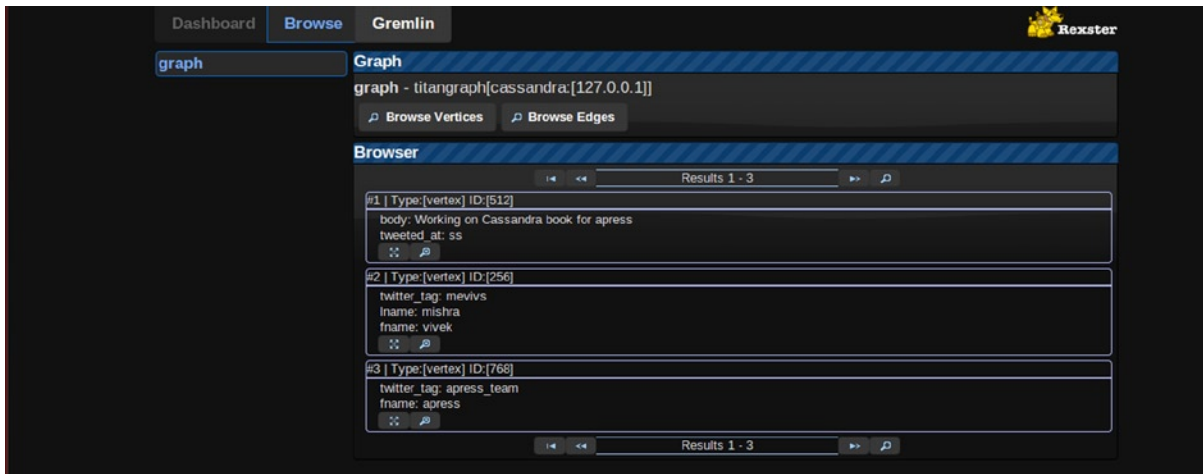 Dashboard Browse Gremlin
Rexster
graph
Graph
graph - titangraph[cassandra:[127.0.0.1]]
Browse Vertices Browse Edges
Browser
Results 1 - 3
#1 | Type:[vertex] ID:[512]
body: Working on Cassandra book for apress
tweeted_at: ss
#2 | Type:[vertex] ID:[256]
twitter_tag: mevivs
lname: mishra
fname: vivek
#3 | Type:[vertex] ID:[768]
twitter_tag: apress_team
fname: apress
Results 1 - 3